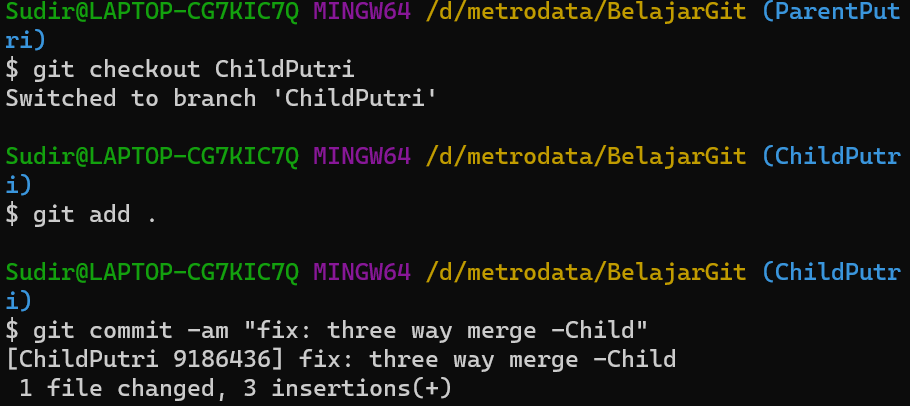 Sudir@LAPTOP-CG7KIC7Q MINGW64 /d/metrodata/BelajarGit (ParentPut
ri)
$ git checkout ChildPutri
Switched to branch 'ChildPutri'
Sudir@LAPTOP-CG7KIC7Q MINGW64 /d/metrodata/BelajarGit (ChildPutr
i)
$ git add .
Sudir@LAPTOP-CG7KIC7Q MINGW64 /d/metrodata/BelajarGit (ChildPutr
i)
$ git commit -am "fix: three way merge -Child"
[ChildPutri 9186436] fix: three way merge -Child
 1 file changed, 3 insertions(+)